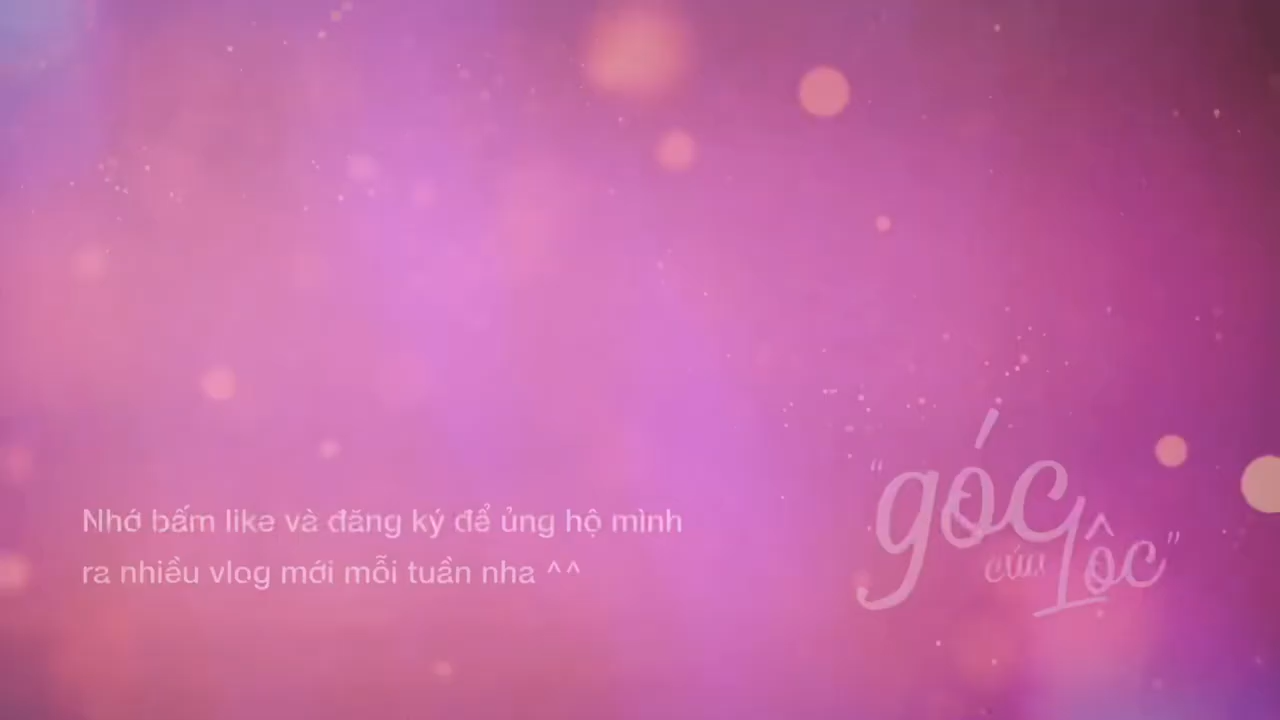 Nhớ bấm like và đăng ký để ủng hộ mình
ra nhiều vlog mới mỗi tuần nha ^^
"góc
của Lộc"